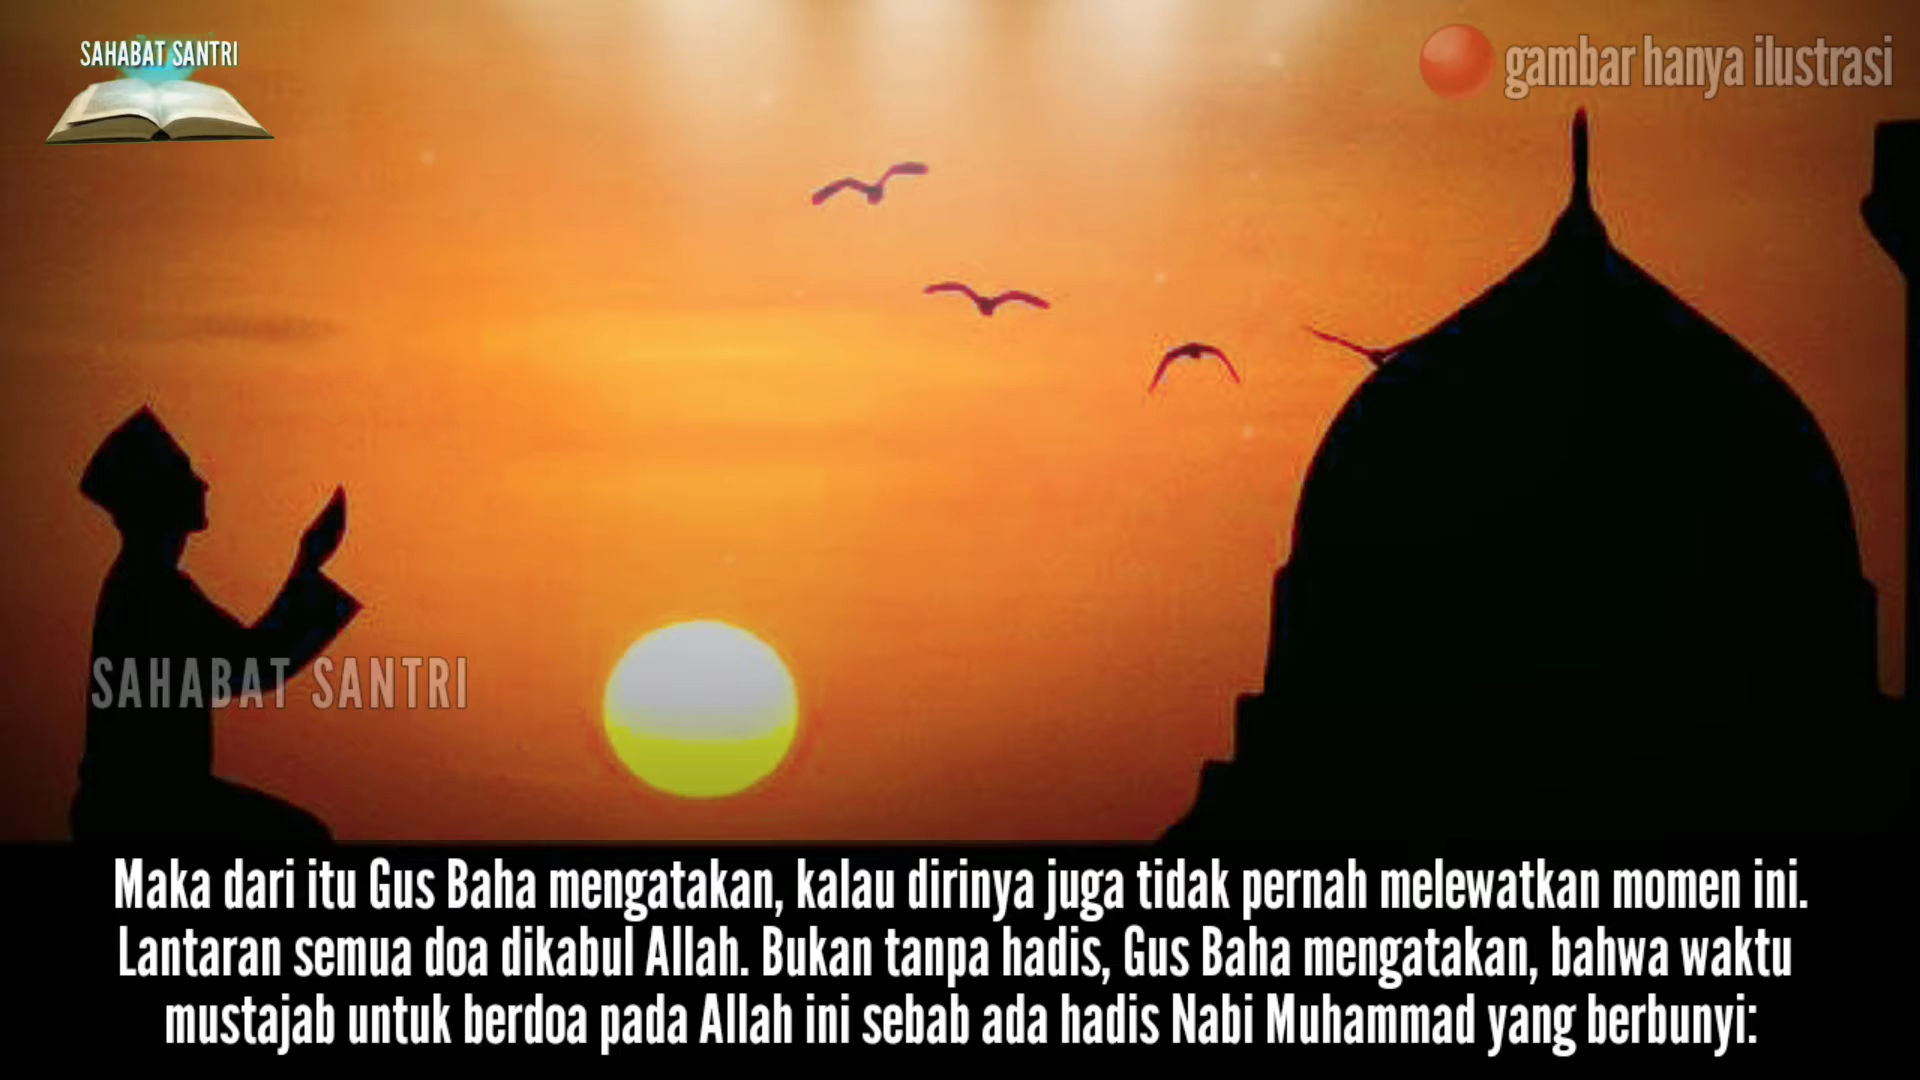 SAHABAT SANTRI
gambar hanya ilustrasi
SAHABAT SANTRI
Maka dari itu Gus Baha mengatakan, kalau dirinya juga tidak pernah melewatkan momen ini.
Lantaran semua doa dikabul Allah. Bukan tanpa hadis, Gus Baha mengatakan, bahwa waktu
mustajab untuk berdoa pada Allah ini sebab ada hadis Nabi Muhammad yang berbunyi: